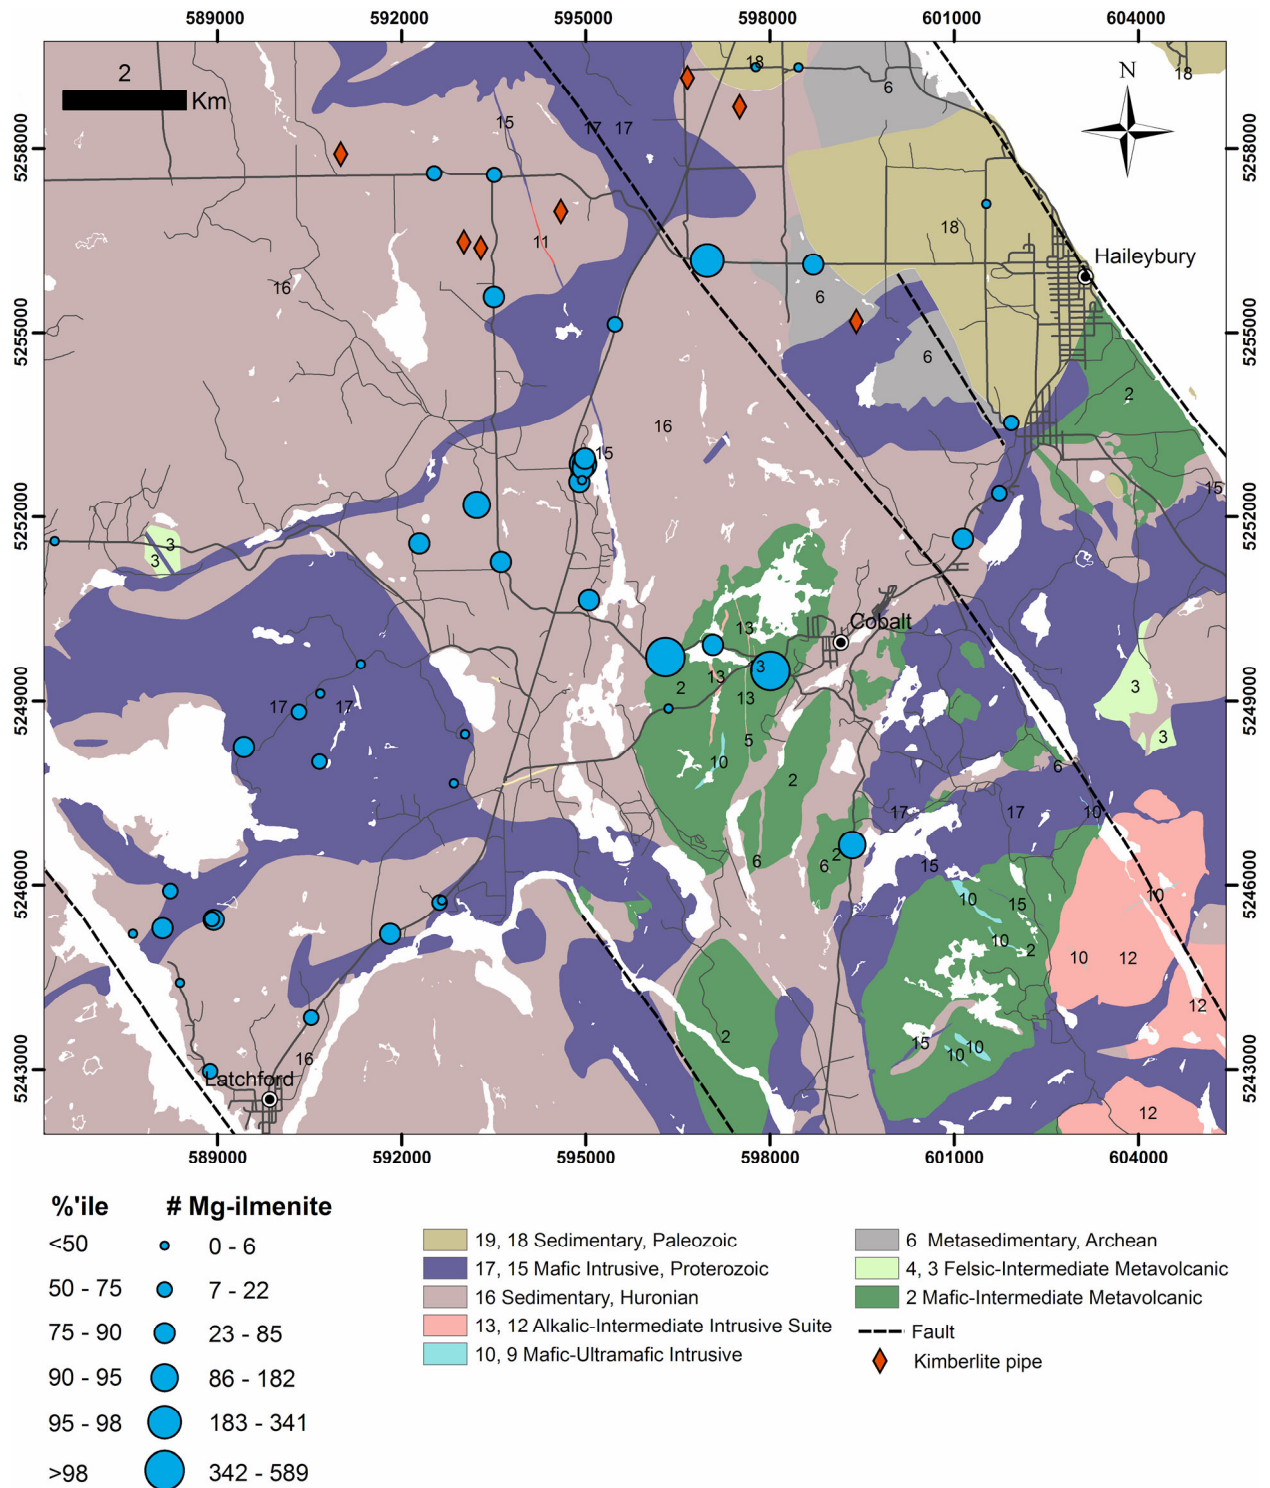 589000 592000 595000 598000 601000 604000
2
Km
N
18
18
6
15
17
17
5258000
5258000
18
11
Haileybury
16
6
5255000
5255000
6
2
16
15
15
5252000
5252000
3
3
Cobalt
13
3
13
2
13
3
5249000
5249000
17
17
5
3
10
6
2
17
17
10
2
6
6
15
5246000
5246000
10
10
15
10
2
10
12
12
2
15
10
10
16
5243000
5243000
Latchford
12
589000 592000 595000 598000 601000 604000
%'ile # Mg-ilmenite
<50 0 - 6
50 - 75 7 - 22
75 - 90 23 - 85
90 - 95 86 - 182
95 - 98 183 - 341
>98 342 - 589
19, 18 Sedimentary, Paleozoic
17, 15 Mafic Intrusive, Proterozoic
16 Sedimentary, Huronian
13, 12 Alkalic-Intermediate Intrusive Suite
10, 9 Mafic-Ultramafic Intrusive
6 Metasedimentary, Archean
4, 3 Felsic-Intermediate Metavolcanic
2 Mafic-Intermediate Metavolcanic
Fault
Kimberlite pipe